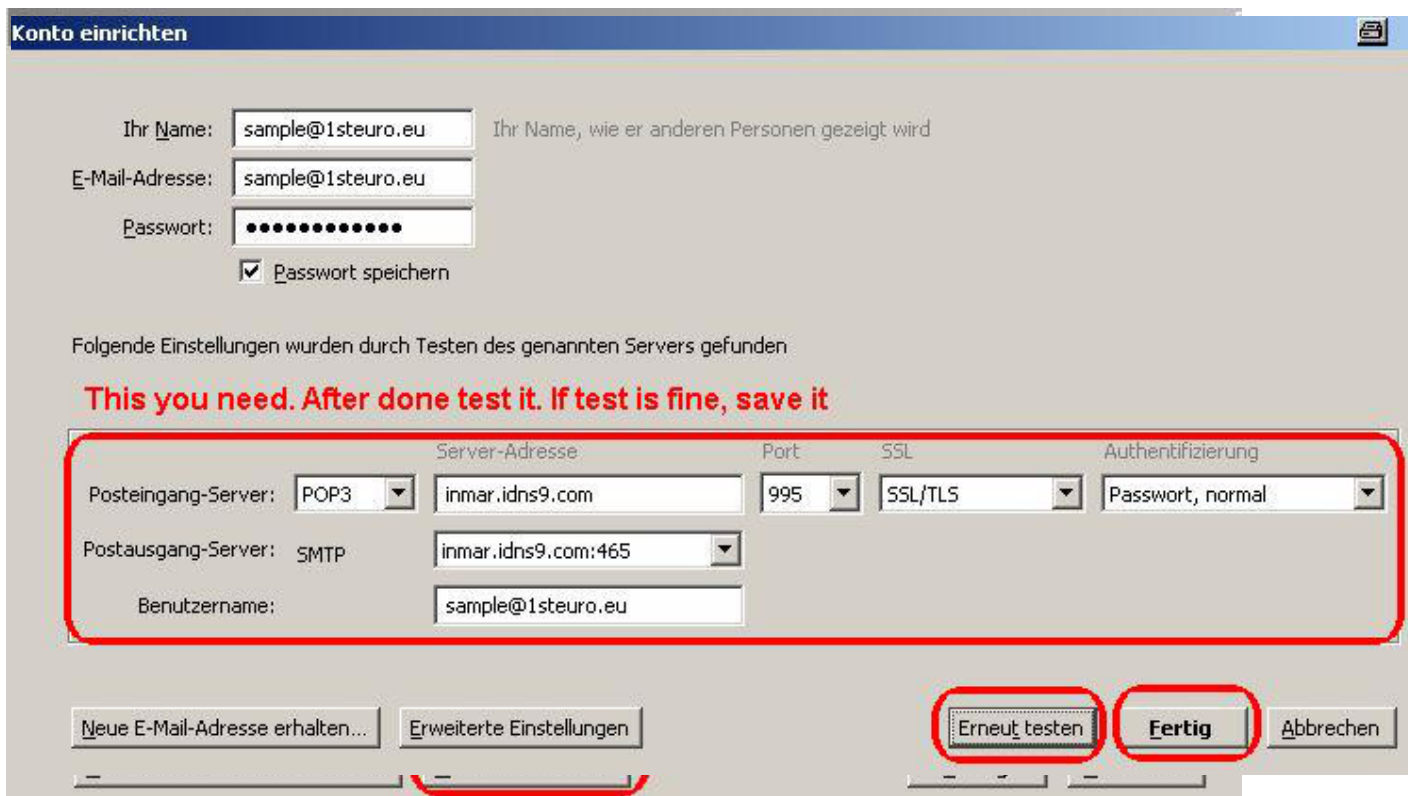 Konto einrichten
Ihr Name: sample@1steuro.eu Ihr Name, wie er anderen Personen gezeigt wird
E-Mail-Adresse: sample@1steuro.eu
Passwort: ●●●●●●●●●●●●
Passwort speichern
Folgende Einstellungen wurden durch Testen des genannten Servers gefunden
This you need. After done test it. If test is fine, save it
Server-Adresse Port SSL Authentifizierung
Posteingang-Server: POP3 inmar.idns9.com 995 SSL/TLS Passwort, normal
Postausgang-Server: SMTP inmar.idns9.com:465
Benutzername: sample@1steuro.eu
Neue E-Mail-Adresse erhalten... Erweiterte Einstellungen Erneut testen Fertig Abbrechen